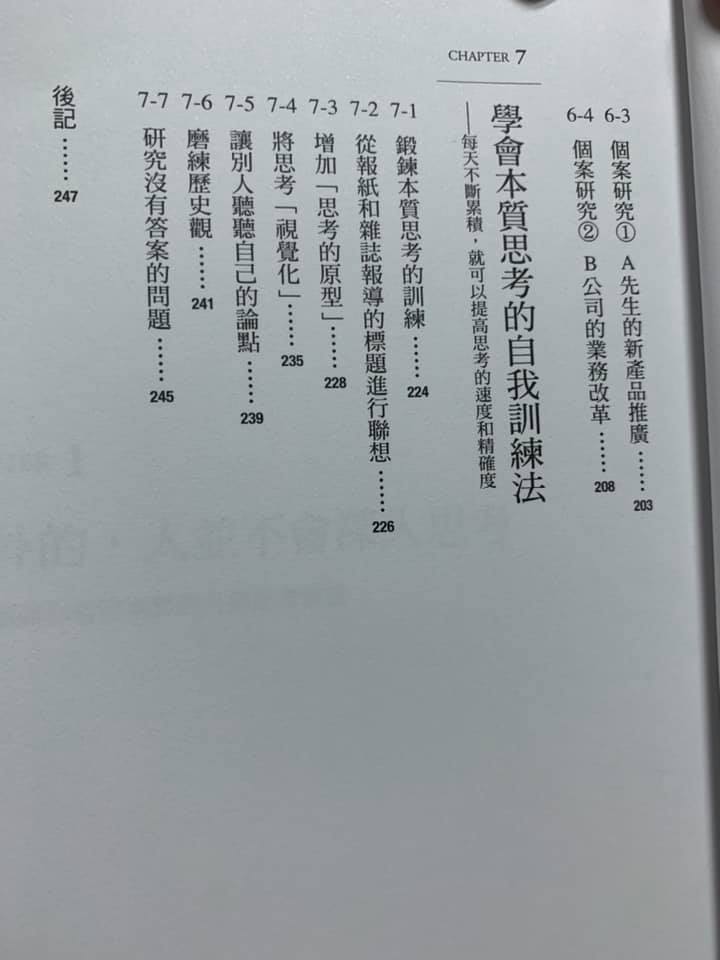 6-3 個案研究① A先生的新產品推廣……203
6-4 個案研究② B公司的業務改革……208
CHAPTER 7
學會本質思考的自我訓練法
——每天不斷累積,就可以提高思考的速度和精確度
7-1 鍛鍊本質思考的訓練……224
7-2 從報紙和雜誌報導的標題進行聯想……226
7-3 增加「思考的原型」……228
7-4 將思考「視覺化」……235
7-5 讓別人聽聽自己的論點……239
7-6 磨練歷史觀……241
7-7 研究沒有答案的問題……245
後記……247